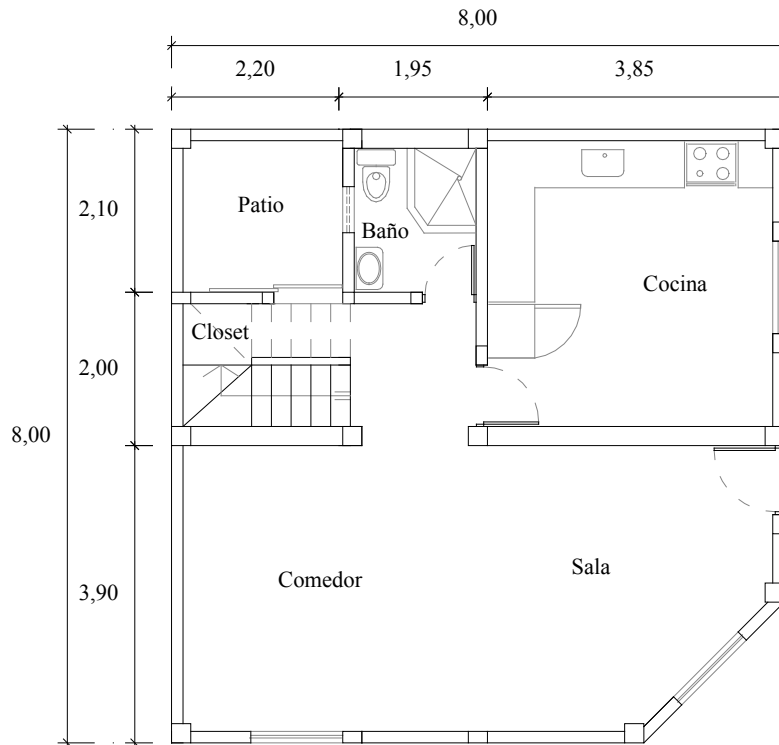 8,00
2,20
1,95
3,85
2,10
Patio
Baño
Cocina
Closet
2,00
8,00
3,90
Comedor
Sala